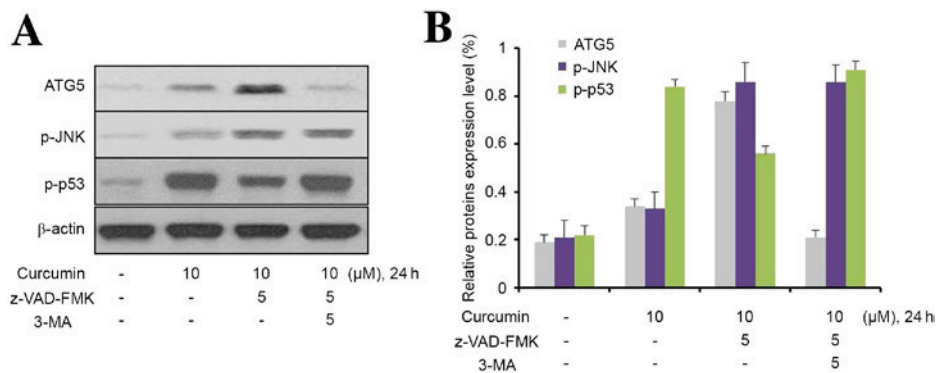 A
ATG5
p-JNK
p-p53
β-actin
Curcumin - 10 10 10 (μM), 24 h
z-VAD-FMK - - 5 5
3-MA - - - 5
B
Relative proteins expression level (%)
ATG5
p-JNK
p-p53
1
0.8
0.6
0.4
0.2
0
Curcumin - 10 10 10 (μM), 24 h
z-VAD-FMK - - 5 5
3-MA - - - 5